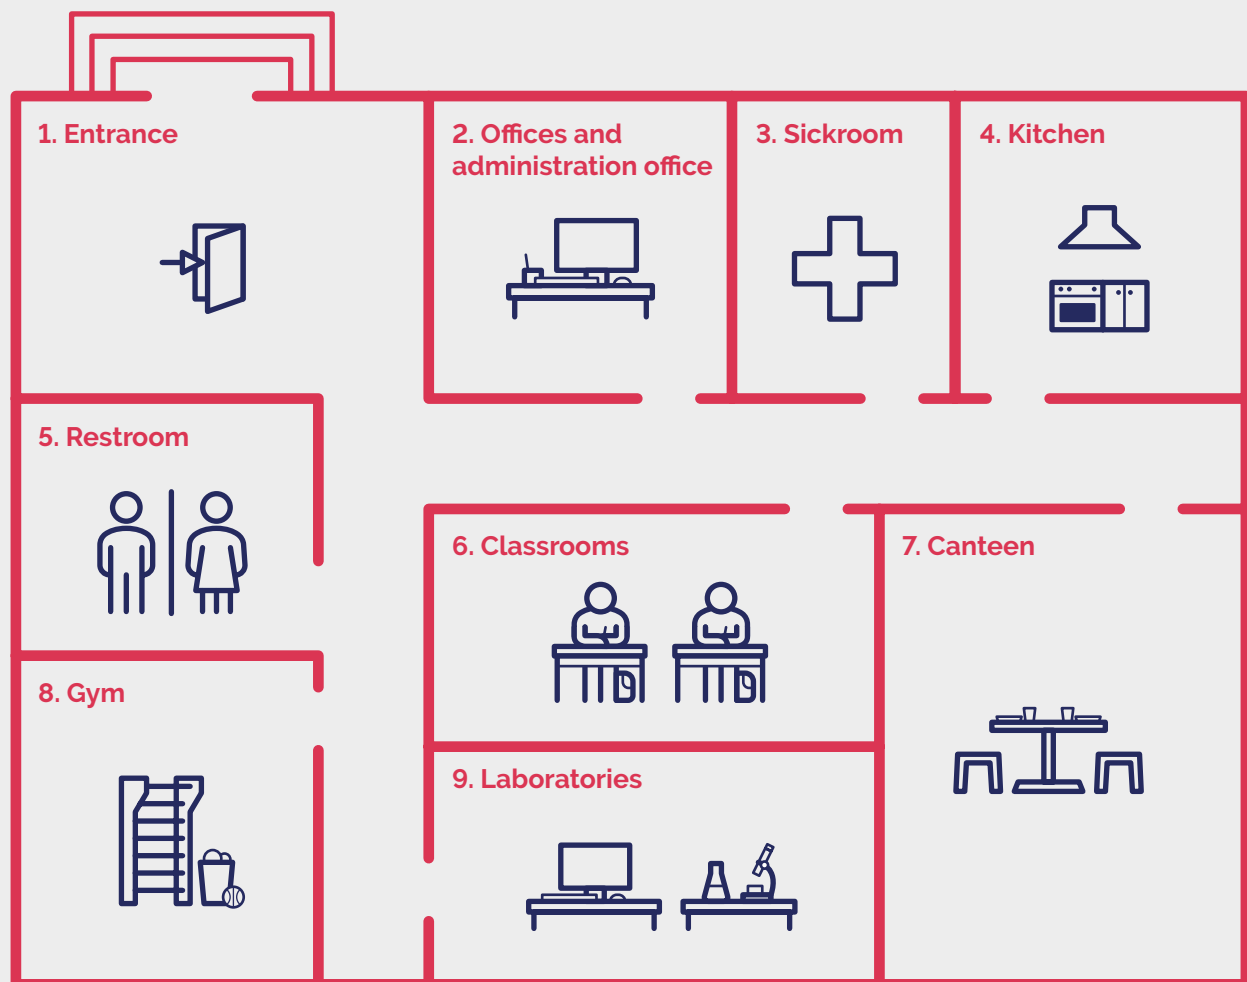 1. Entrance
2. Offices and
administration office
3. Sickroom
4. Kitchen
5. Restroom
6. Classrooms
7. Canteen
8. Gym
9. Laboratories